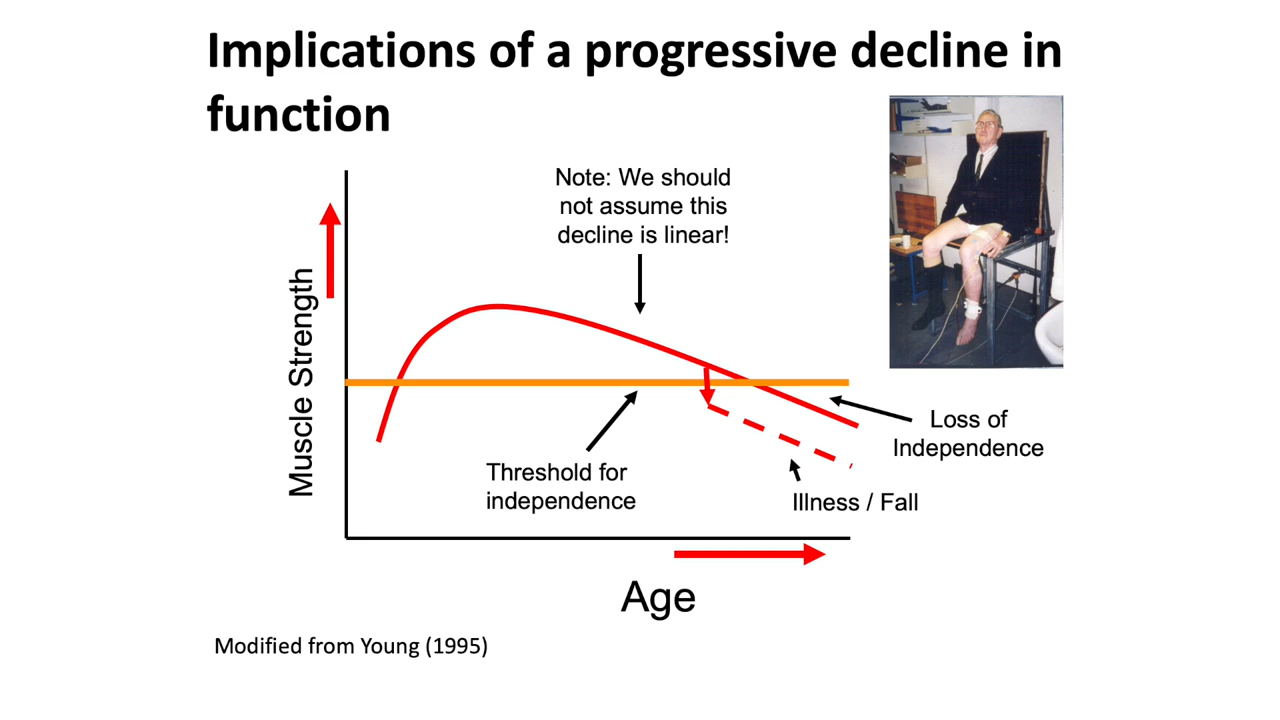 Implications of a progressive decline in
function
Note: We should
not assume this
decline is linear!
Muscle Strength
Threshold for
independence
Loss of
Independence
Illness / Fall
Age
Modified from Young (1995)